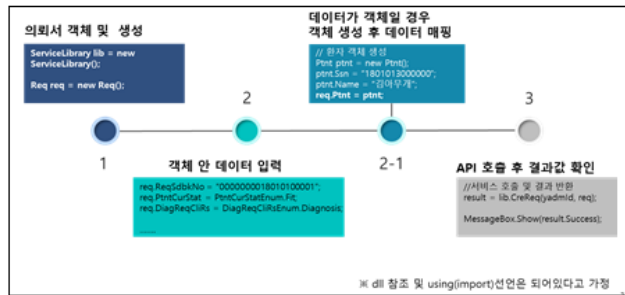 의뢰서 객체 및  생성
ServiceLibrary lib = new
ServiceLibrary();
Req req = new Req();
1
2
객체 안 데이터 입력
req.ReqSdbkNo = "0000000018010100001";
req.PtntCurStat = PtntCurStatEnum.Fit;
req.DiagReqCliRs = DiagReqCliRsEnum.Diagnosis;
......
데이터가 객체일 경우
객체 생성 후 데이터 매핑
// 환자 객체 생성
Ptnt ptnt = new Ptnt();
ptnt.Ssn = "1801013000000";
ptnt.Name = "김아무개";
req.Ptnt = ptnt;
2-1
3
API 호출 후 결과값 확인
//서비스 호출 및 결과 반환
result = lib.CreReq(yadmId, req);
MessageBox.Show(result.Success);
※ dll 참조 및 using(import)선언은 되어있다고 가정